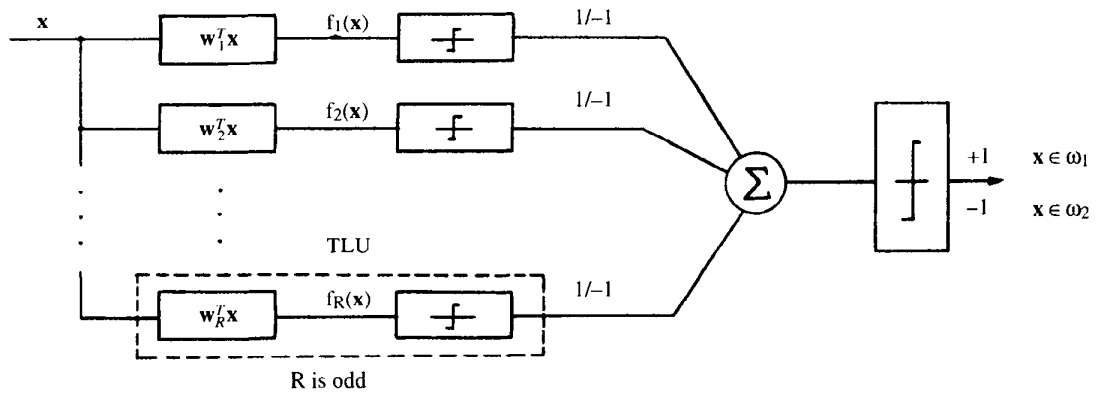 x
w₁ᵀx
f₁(x)
1/–1
w₂ᵀx
f₂(x)
1/–1
Σ
+1 x ∈ ω₁
–1 x ∈ ω₂
TLU
w_Rᵀx
f_R(x)
1/–1
R is odd